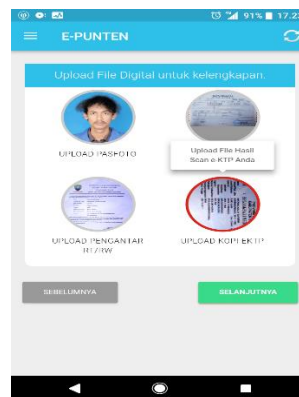 91% 17.23
E-PUNTEN
Upload File Digital untuk kelengkapan.
UPLOAD PASFOTO
Upload File Hasil
Scan e-KTP Anda
UPLOAD PENGANTAR
RT/RW
UPLOAD KOPI EKTP
SEBELUMNYA
SELANJUTNYA